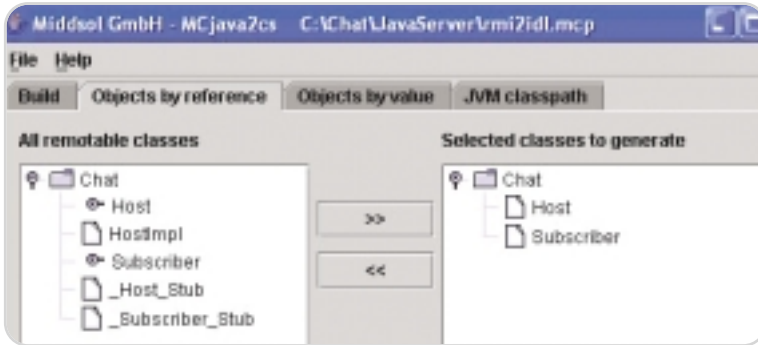 Middsol GmbH - MCjava2cs C:\Chat\JavaServer\rmi2idl.mcp
File Help
Build Objects by reference Objects by value JVM classpath
All remotable classes
Chat
Host
HostImpl
Subscriber
_Host_Stub
_Subscriber_Stub
>>
<<
Selected classes to generate
Chat
Host
Subscriber